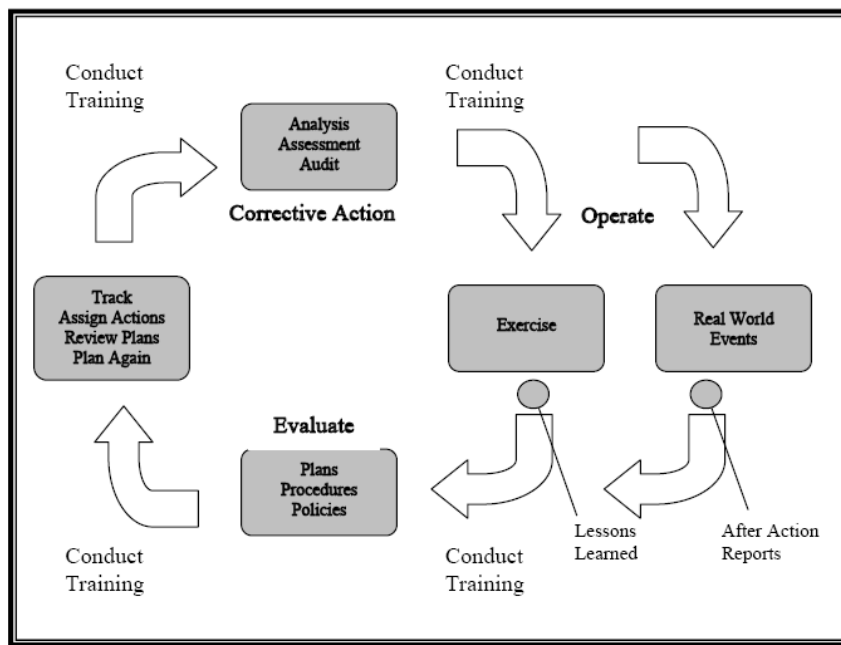 Conduct
Training
Conduct
Training
Analysis
Assessment
Audit
Corrective Action
Operate
Track
Assign Actions
Review Plans
Plan Again
Exercise
Real World
Events
Evaluate
Plans
Procedures
Policies
Lessons
Learned
After Action
Reports
Conduct
Training
Conduct
Training